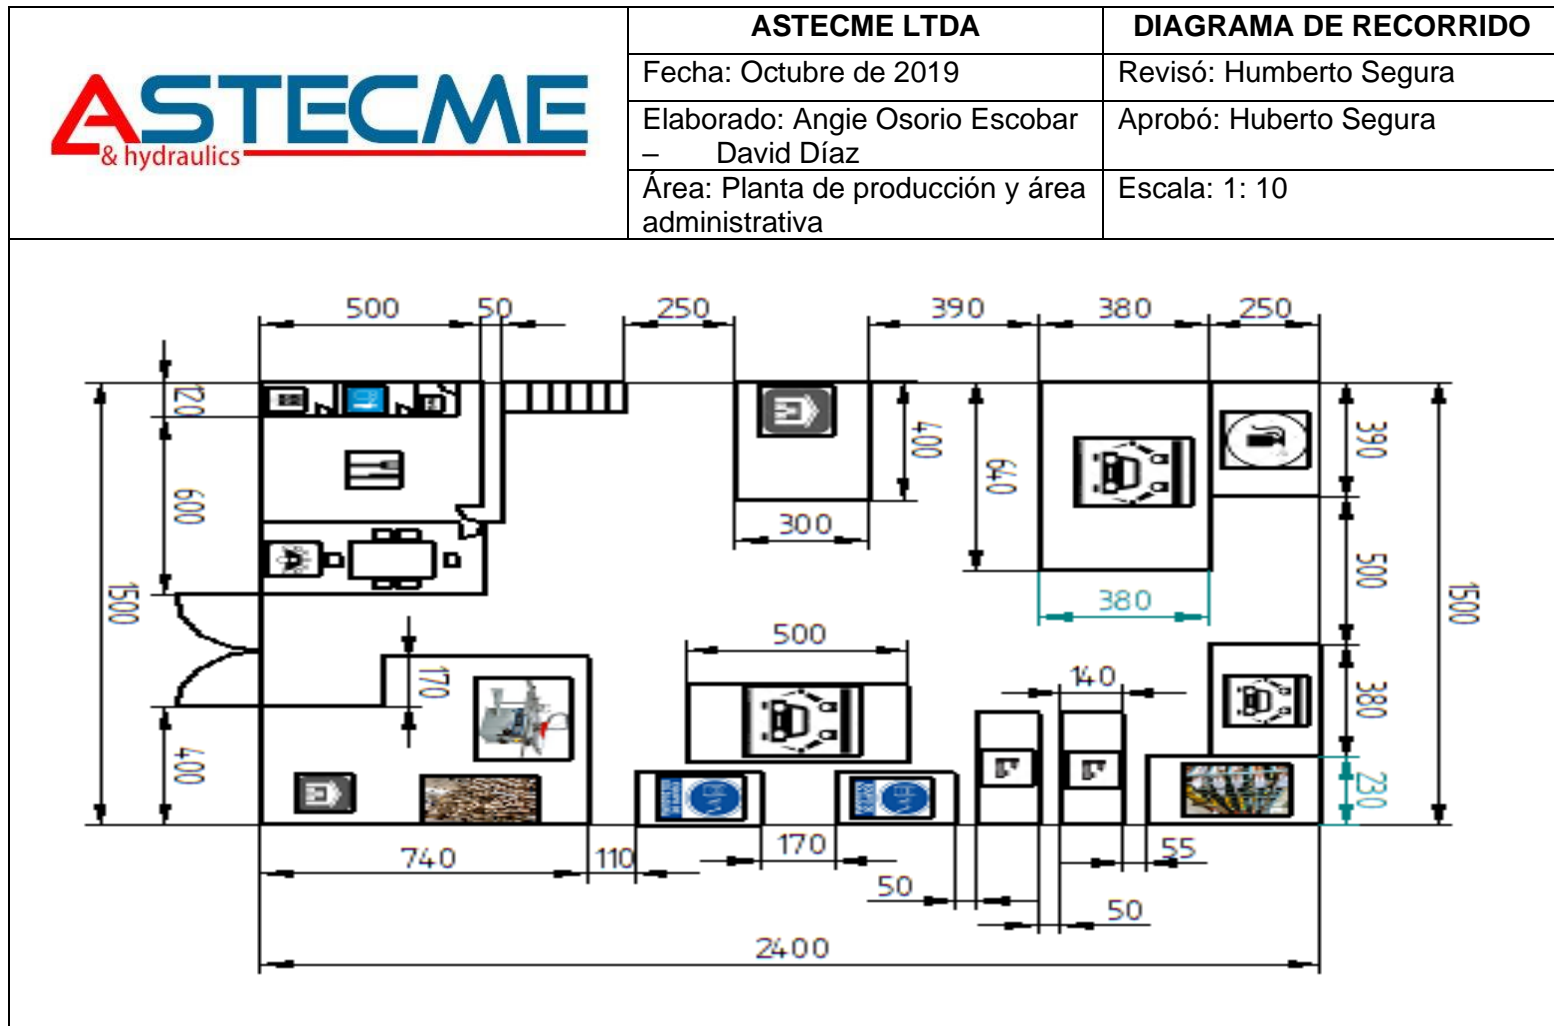 ASTECME
& hydraulics
ASTECME LTDA
DIAGRAMA DE RECORRIDO
Fecha: Octubre de 2019
Revisó: Humberto Segura
Elaborado: Angie Osorio Escobar
– David Díaz
Aprobó: Huberto Segura
Área: Planta de producción y área
administrativa
Escala: 1: 10
500
50
250
390
380
250
120
600
1500
400
170
400
300
640
380
390
500
380
230
1500
500
140
740
110
170
50
50
55
2400